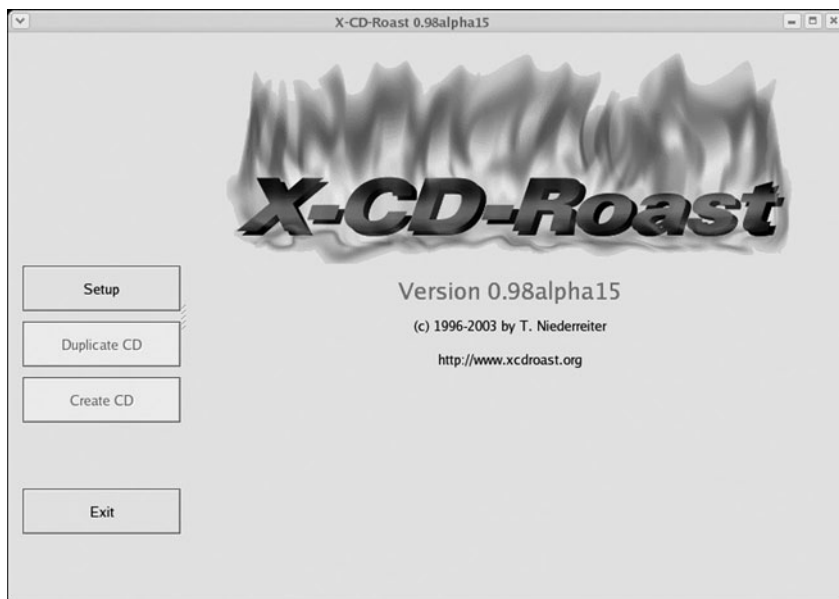 X-CD-Roast 0.98alpha15
X-CD-Roast
Version 0.98alpha15
(c) 1996-2003 by T. Niederreiter
http://www.xcdroast.org
Setup
Duplicate CD
Create CD
Exit